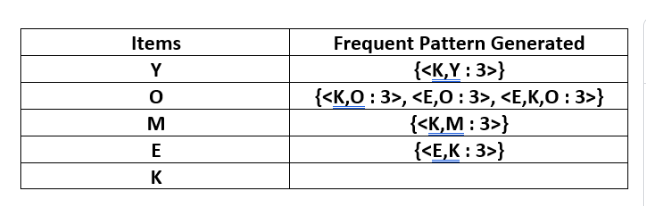 Items Frequent Pattern Generated
Y {<K,Y : 3>}
O {<K,O : 3>, <E,O : 3>, <E,K,O : 3>}
M {<K,M : 3>}
E {<E,K : 3>}
K